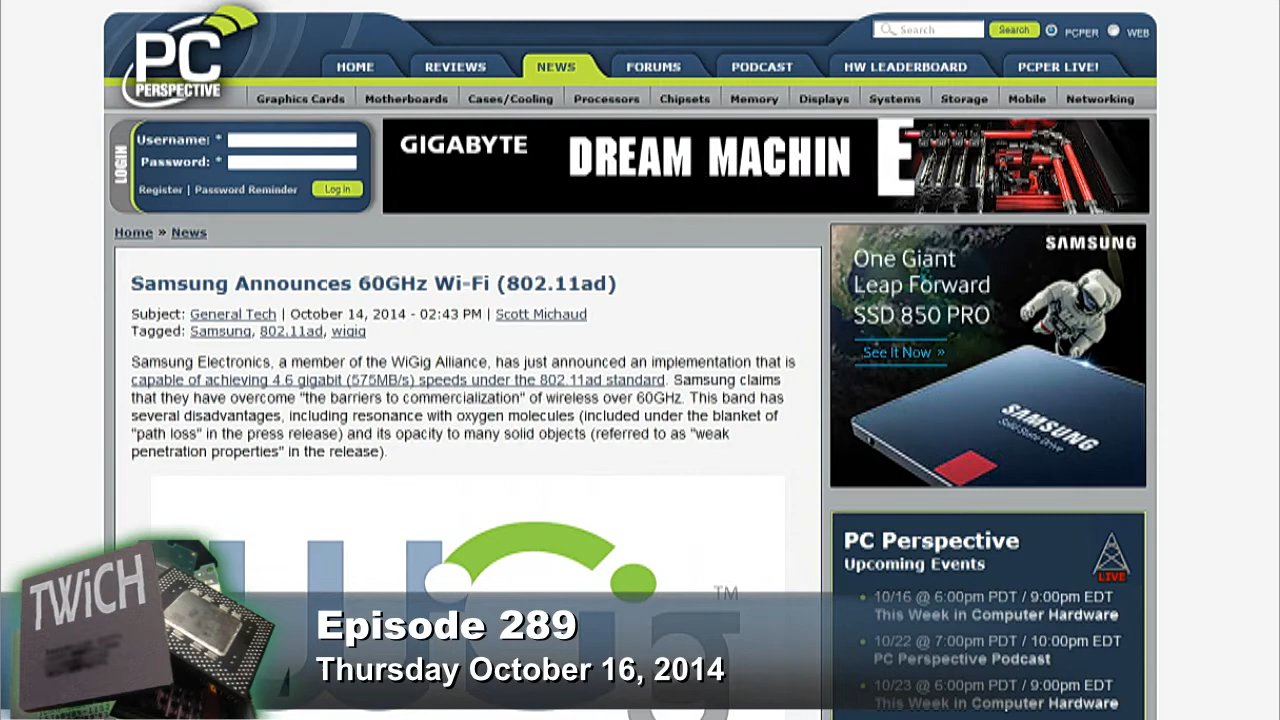 PC
PERSPECTIVE
Search
Search
PCPER
WEB
HOME
REVIEWS
NEWS
FORUMS
PODCAST
HW LEADERBOARD
PCPER LIVE!
Graphics Cards
Motherboards
Cases/Cooling
Processors
Chipsets
Memory
Displays
Systems
Storage
Mobile
Networking
LOGIN
Username: *
Password: *
Register | Password Reminder
Log in
GIGABYTE
DREAM MACHINE
Home » News
Samsung Announces 60GHz Wi-Fi (802.11ad)
Subject: General Tech | October 14, 2014 - 02:43 PM | Scott Michaud
Tagged: Samsung, 802.11ad, wigig
Samsung Electronics, a member of the WiGig Alliance, has just announced an implementation that is
capable of achieving 4.6 gigabit (575MB/s) speeds under the 802.11ad standard. Samsung claims
that they have overcome "the barriers to commercialization" of wireless over 60GHz. This band has
several disadvantages, including resonance with oxygen molecules (included under the blanket of
"path loss" in the press release) and its opacity to many solid objects (referred to as "weak
penetration properties" in the release).
WiGig
TM
SAMSUNG
One Giant
Leap Forward
SSD 850 PRO
See It Now »
SAMSUNG
Solid State Drive
PC Perspective
Upcoming Events
LIVE
10/16 @ 6:00pm PDT / 9:00pm EDT
This Week in Computer Hardware
10/22 @ 7:00pm PDT / 10:00pm EDT
PC Perspective Podcast
10/23 @ 6:00pm PDT / 9:00pm EDT
This Week in Computer Hardware
TWiCH
Episode 289
Thursday October 16, 2014